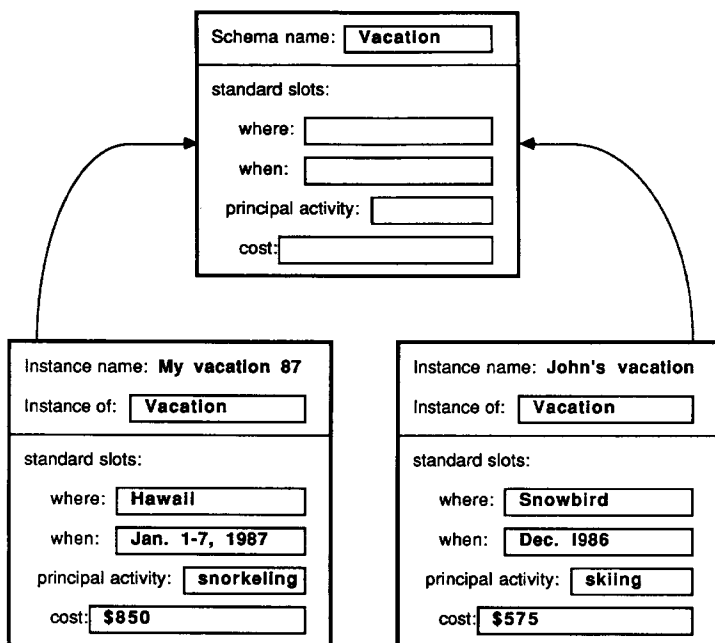 Schema name: Vacation
standard slots:
where:
when:
principal activity:
cost:
Instance name: My vacation 87
Instance of: Vacation
standard slots:
where: Hawaii
when: Jan. 1-7, 1987
principal activity: snorkeling
cost: $850
Instance name: John's vacation
Instance of: Vacation
standard slots:
where: Snowbird
when: Dec. I986
principal activity: skiing
cost: $575